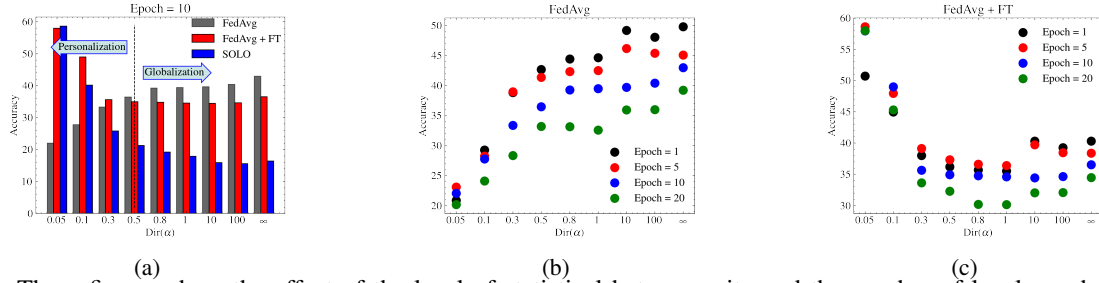 Epoch = 10
Accuracy
60
50
40
30
20
10
0
FedAvg
FedAvg + FT
SOLO
Personalization
Globalization
0.05 0.1 0.3 0.5 0.8 1 10 100 ∞
Dir(α)
(a)
FedAvg
Accuracy
50
45
40
35
30
25
20
Epoch = 1
Epoch = 5
Epoch = 10
Epoch = 20
0.05 0.1 0.3 0.5 0.8 1 10 100 ∞
Dir(α)
(b)
FedAvg + FT
Accuracy
60
55
50
45
40
35
30
Epoch = 1
Epoch = 5
Epoch = 10
Epoch = 20
0.05 0.1 0.3 0.5 0.8 1 10 100 ∞
Dir(α)
(c)